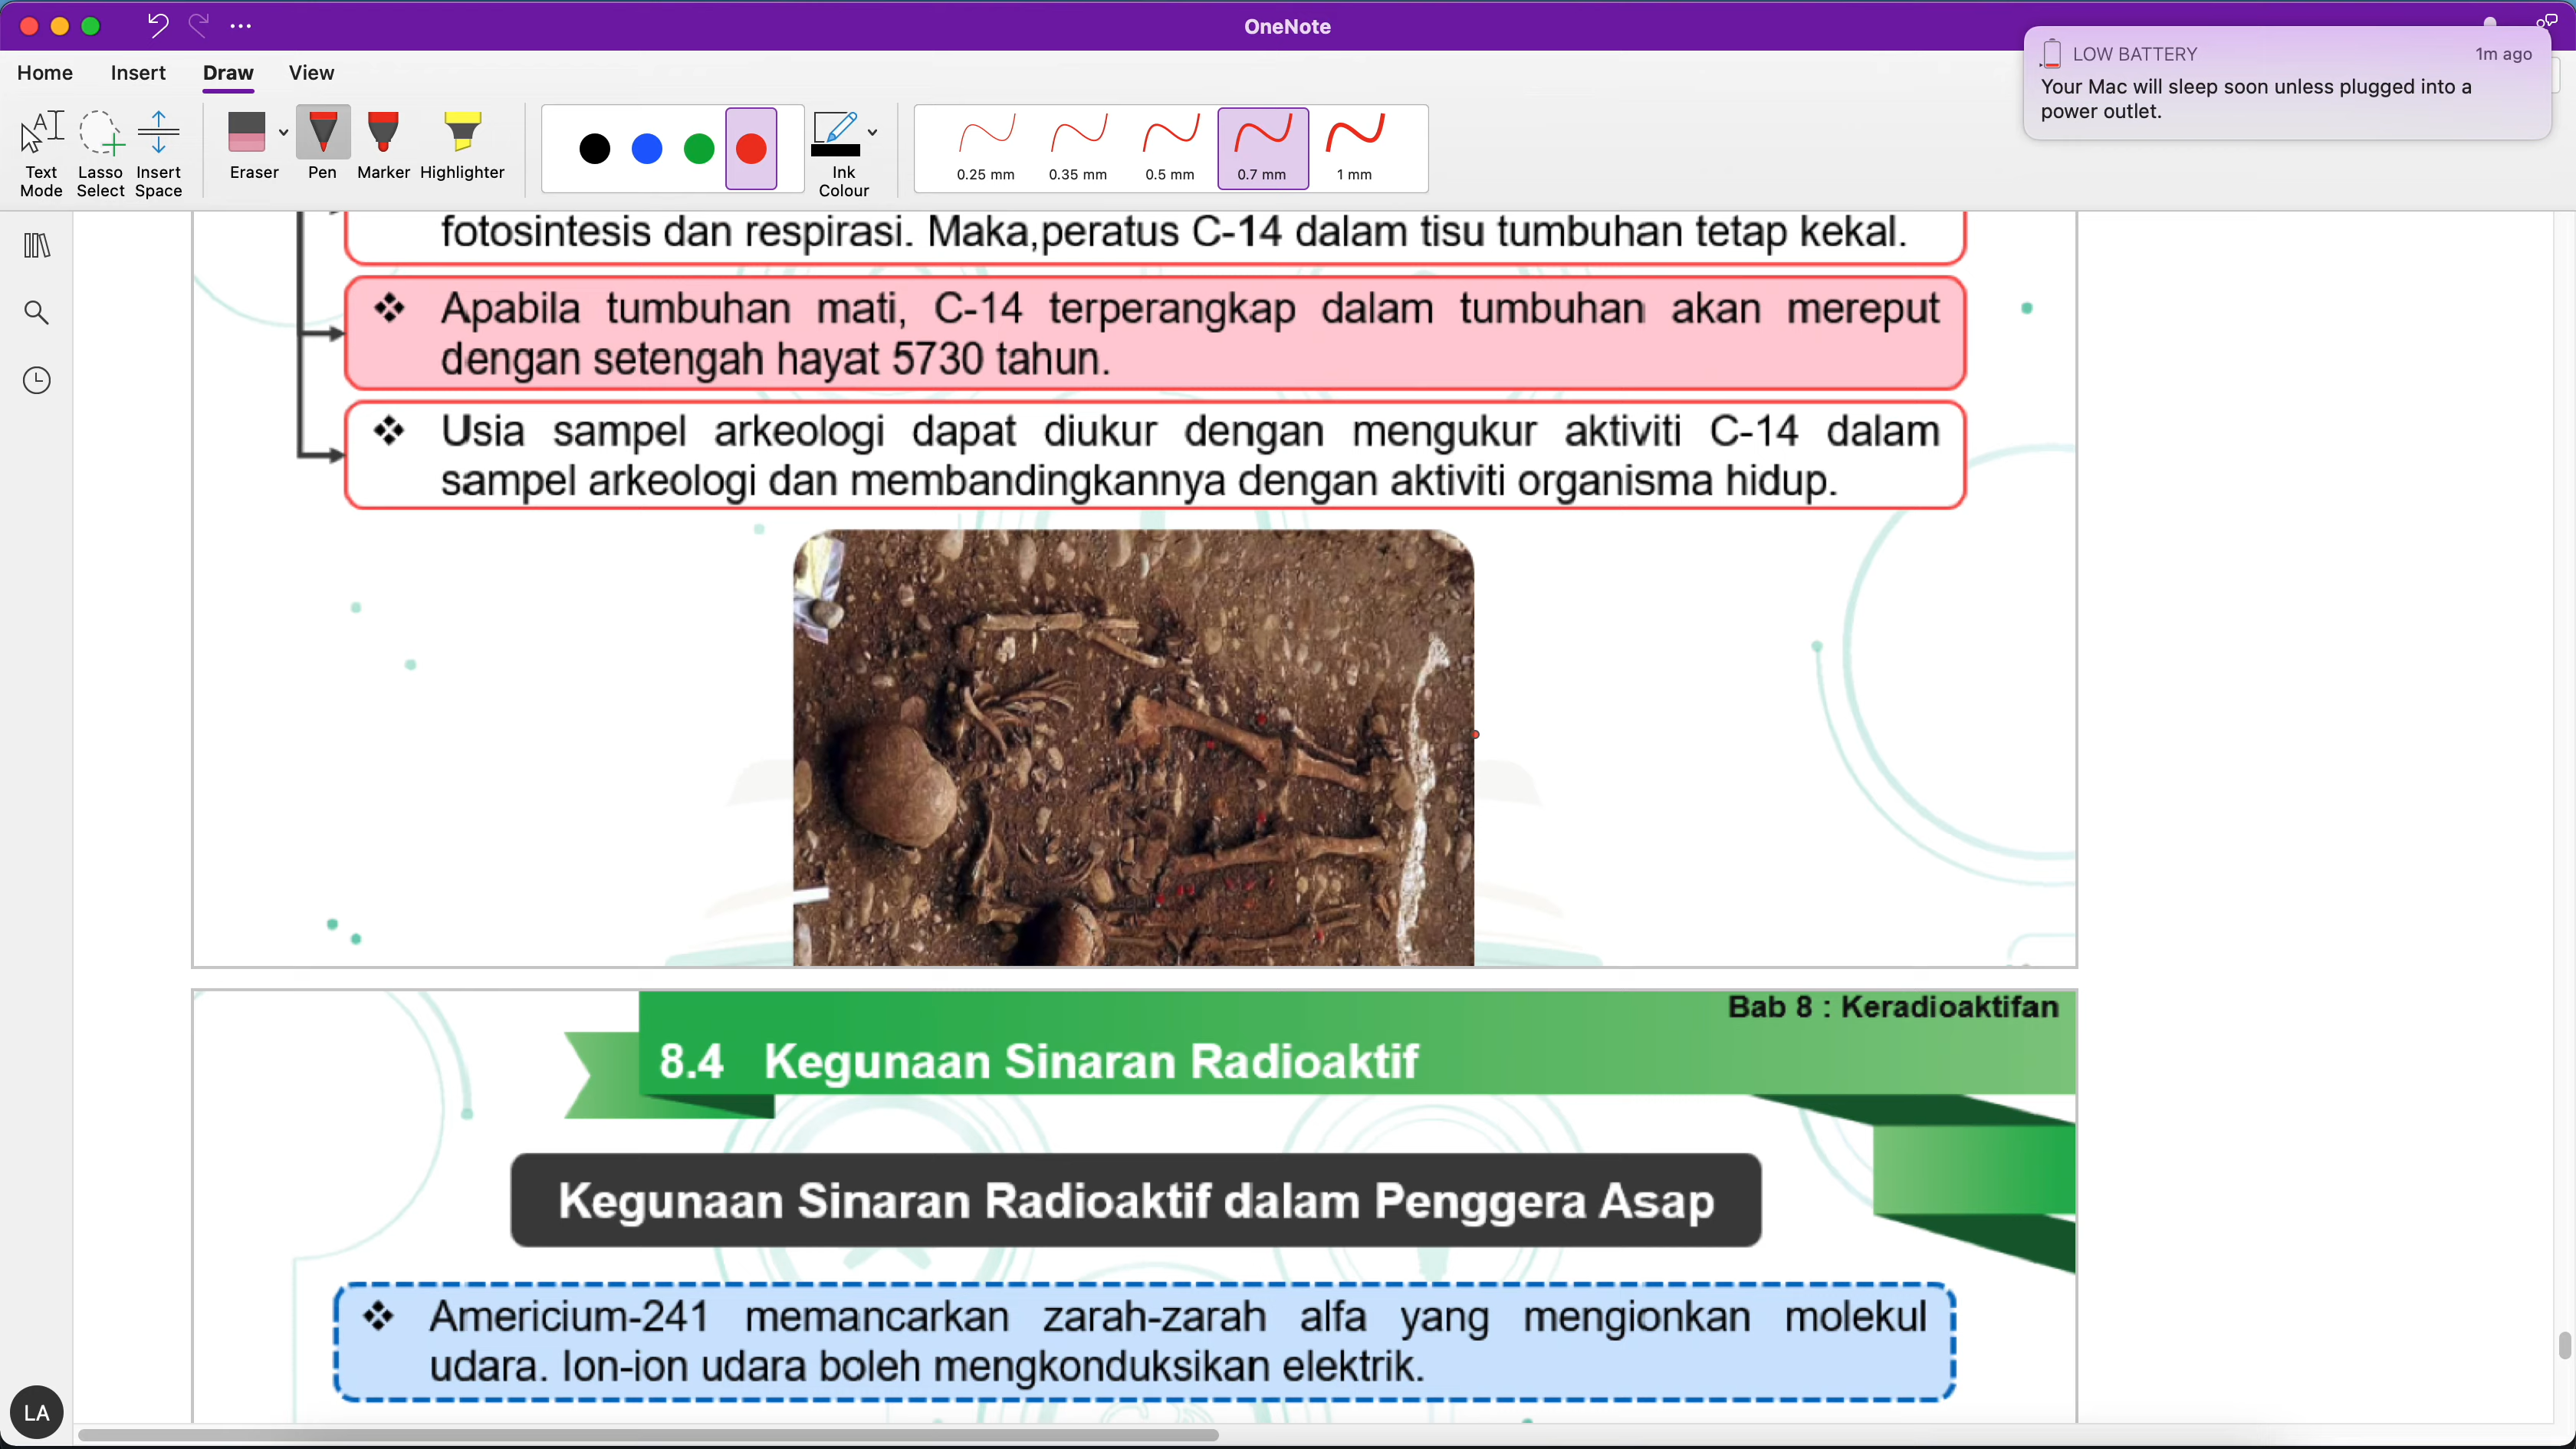 OneNote
LOW BATTERY
1m ago
Your Mac will sleep soon unless plugged into a
power outlet.
Home
Insert
Draw
View
Text
Mode
Lasso
Select
Insert
Space
Eraser
Pen
Marker
Highlighter
Ink
Colour
0.25 mm
0.35 mm
0.5 mm
0.7 mm
1 mm
fotosintesis dan respirasi. Maka,peratus C-14 dalam tisu tumbuhan tetap kekal.
❖ Apabila tumbuhan mati, C-14 terperangkap dalam tumbuhan akan mereput
dengan setengah hayat 5730 tahun.
❖ Usia sampel arkeologi dapat diukur dengan mengukur aktiviti C-14 dalam
sampel arkeologi dan membandingkannya dengan aktiviti organisma hidup.
Bab 8 : Keradioaktifan
8.4 Kegunaan Sinaran Radioaktif
Kegunaan Sinaran Radioaktif dalam Penggera Asap
❖ Americium-241 memancarkan zarah-zarah alfa yang mengionkan molekul
udara. Ion-ion udara boleh mengkonduksikan elektrik.
LA